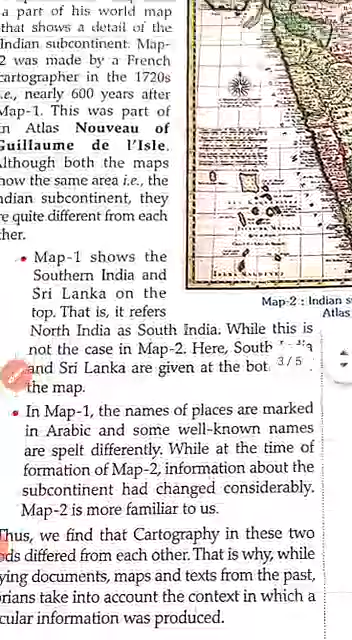 a part of his world map
that shows a detail of the
Indian subcontinent. Map-
2 was made by a French
cartographer in the 1720s
i.e., nearly 600 years after
Map-1. This was part of
an Atlas Nouveau of
Guillaume de l'Isle.
Although both the maps
how the same area i.e., the
ndian subcontinent, they
re quite different from each
ther.
• Map-1 shows the
Southern India and
Sri Lanka on the
top. That is, it refers
North India as South India. While this is
not the case in Map-2. Here, South
and Sri Lanka are given at the bot
the map.
3/5
• In Map-1, the names of places are marked
in Arabic and some well-known names
are spelt differently. While at the time of
formation of Map-2, information about the
subcontinent had changed considerably.
Map-2 is more familiar to us.
Thus, we find that Cartography in these two
ods differed from each other. That is why, while
ying documents, maps and texts from the past,
orians take into account the context in which a
cular information was produced.
Map-2 : Indian s
Atlas